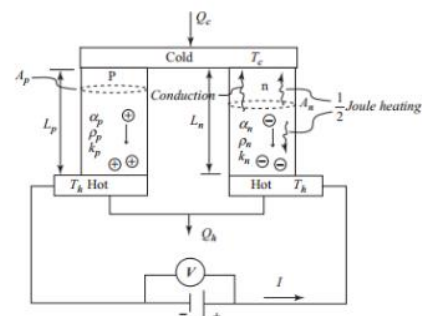 Q_c
Cold T_c
A_p P Conduction n A_n 1/2 Joule heating
L_p α_p ⊕ L_n α_n ⊖
ρ_p ρ_n
k_p ⊕⊕ k_n ⊖⊖
T_h Hot Hot T_h
Q_h
V
I
- +